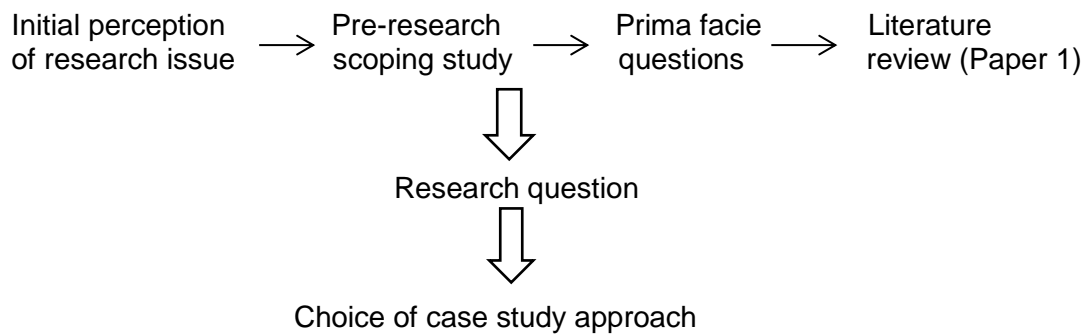 Initial perception
of research issue
Pre-research
scoping study
Prima facie
questions
Literature
review (Paper 1)
Research question
Choice of case study approach